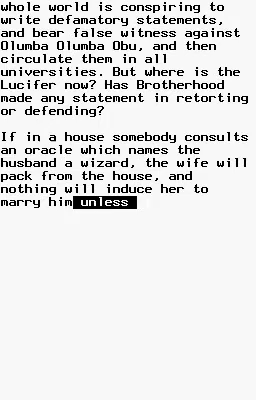 whole world is conspiring to
write defamatory statements,
and bear false witness against
Olumba Olumba Obu, and then
circulate them in all
universities. But where is the
Lucifer now? Has Brotherhood
made any statement in retorting
or defending?

If in a house somebody consults
an oracle which names the
husband a wizard, the wife will
pack from the house, and
nothing will induce her to
marry him unless